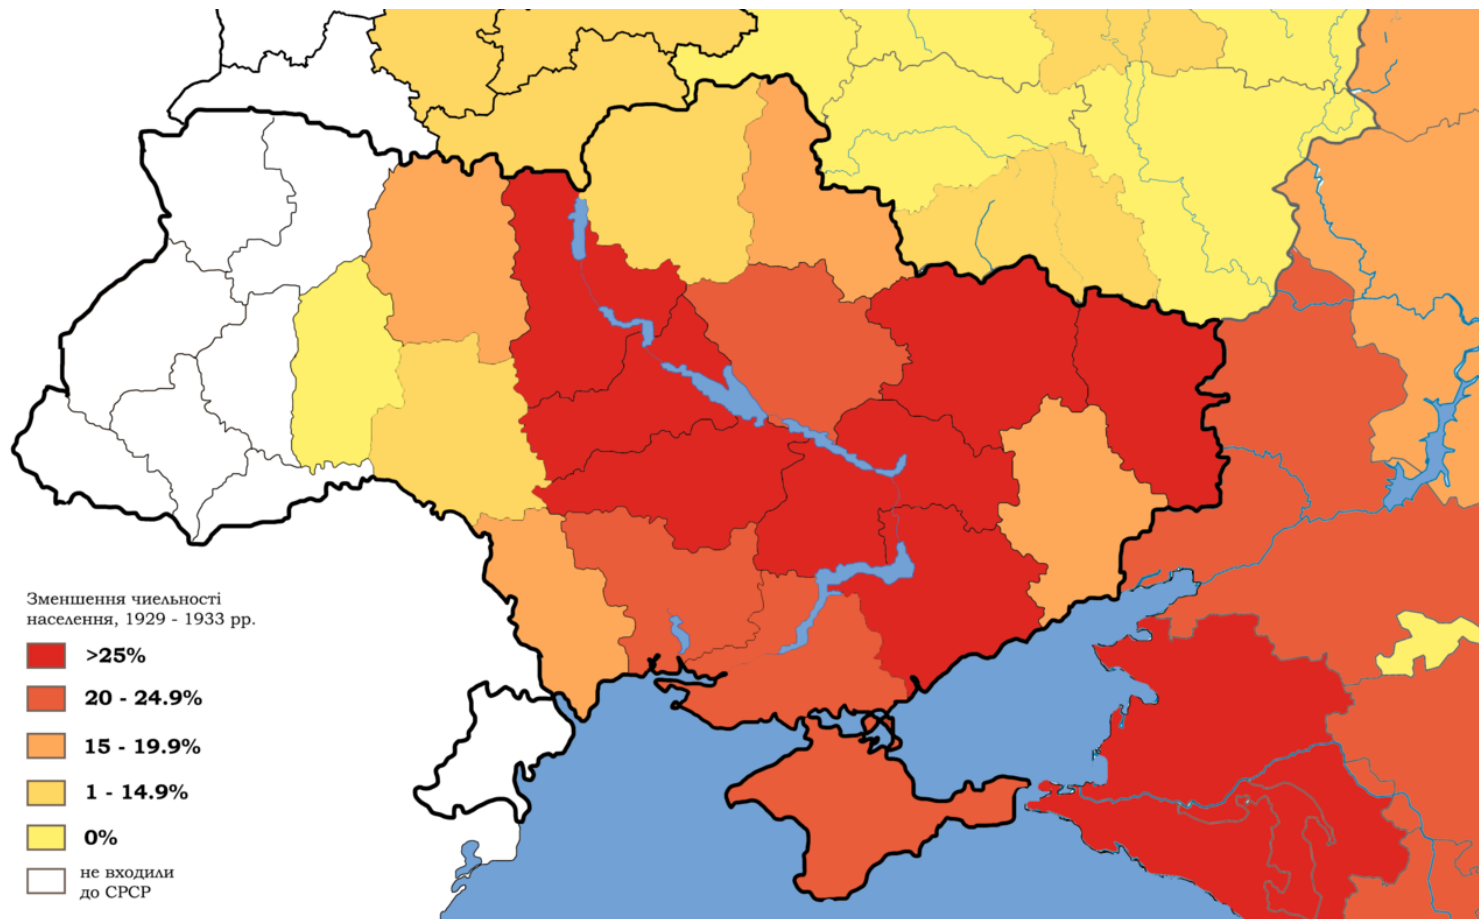 Зменшення чиельності
населення, 1929 - 1933 рр.
>25%
20 - 24.9%
15 - 19.9%
1 - 14.9%
0%
не входили
до СРСР